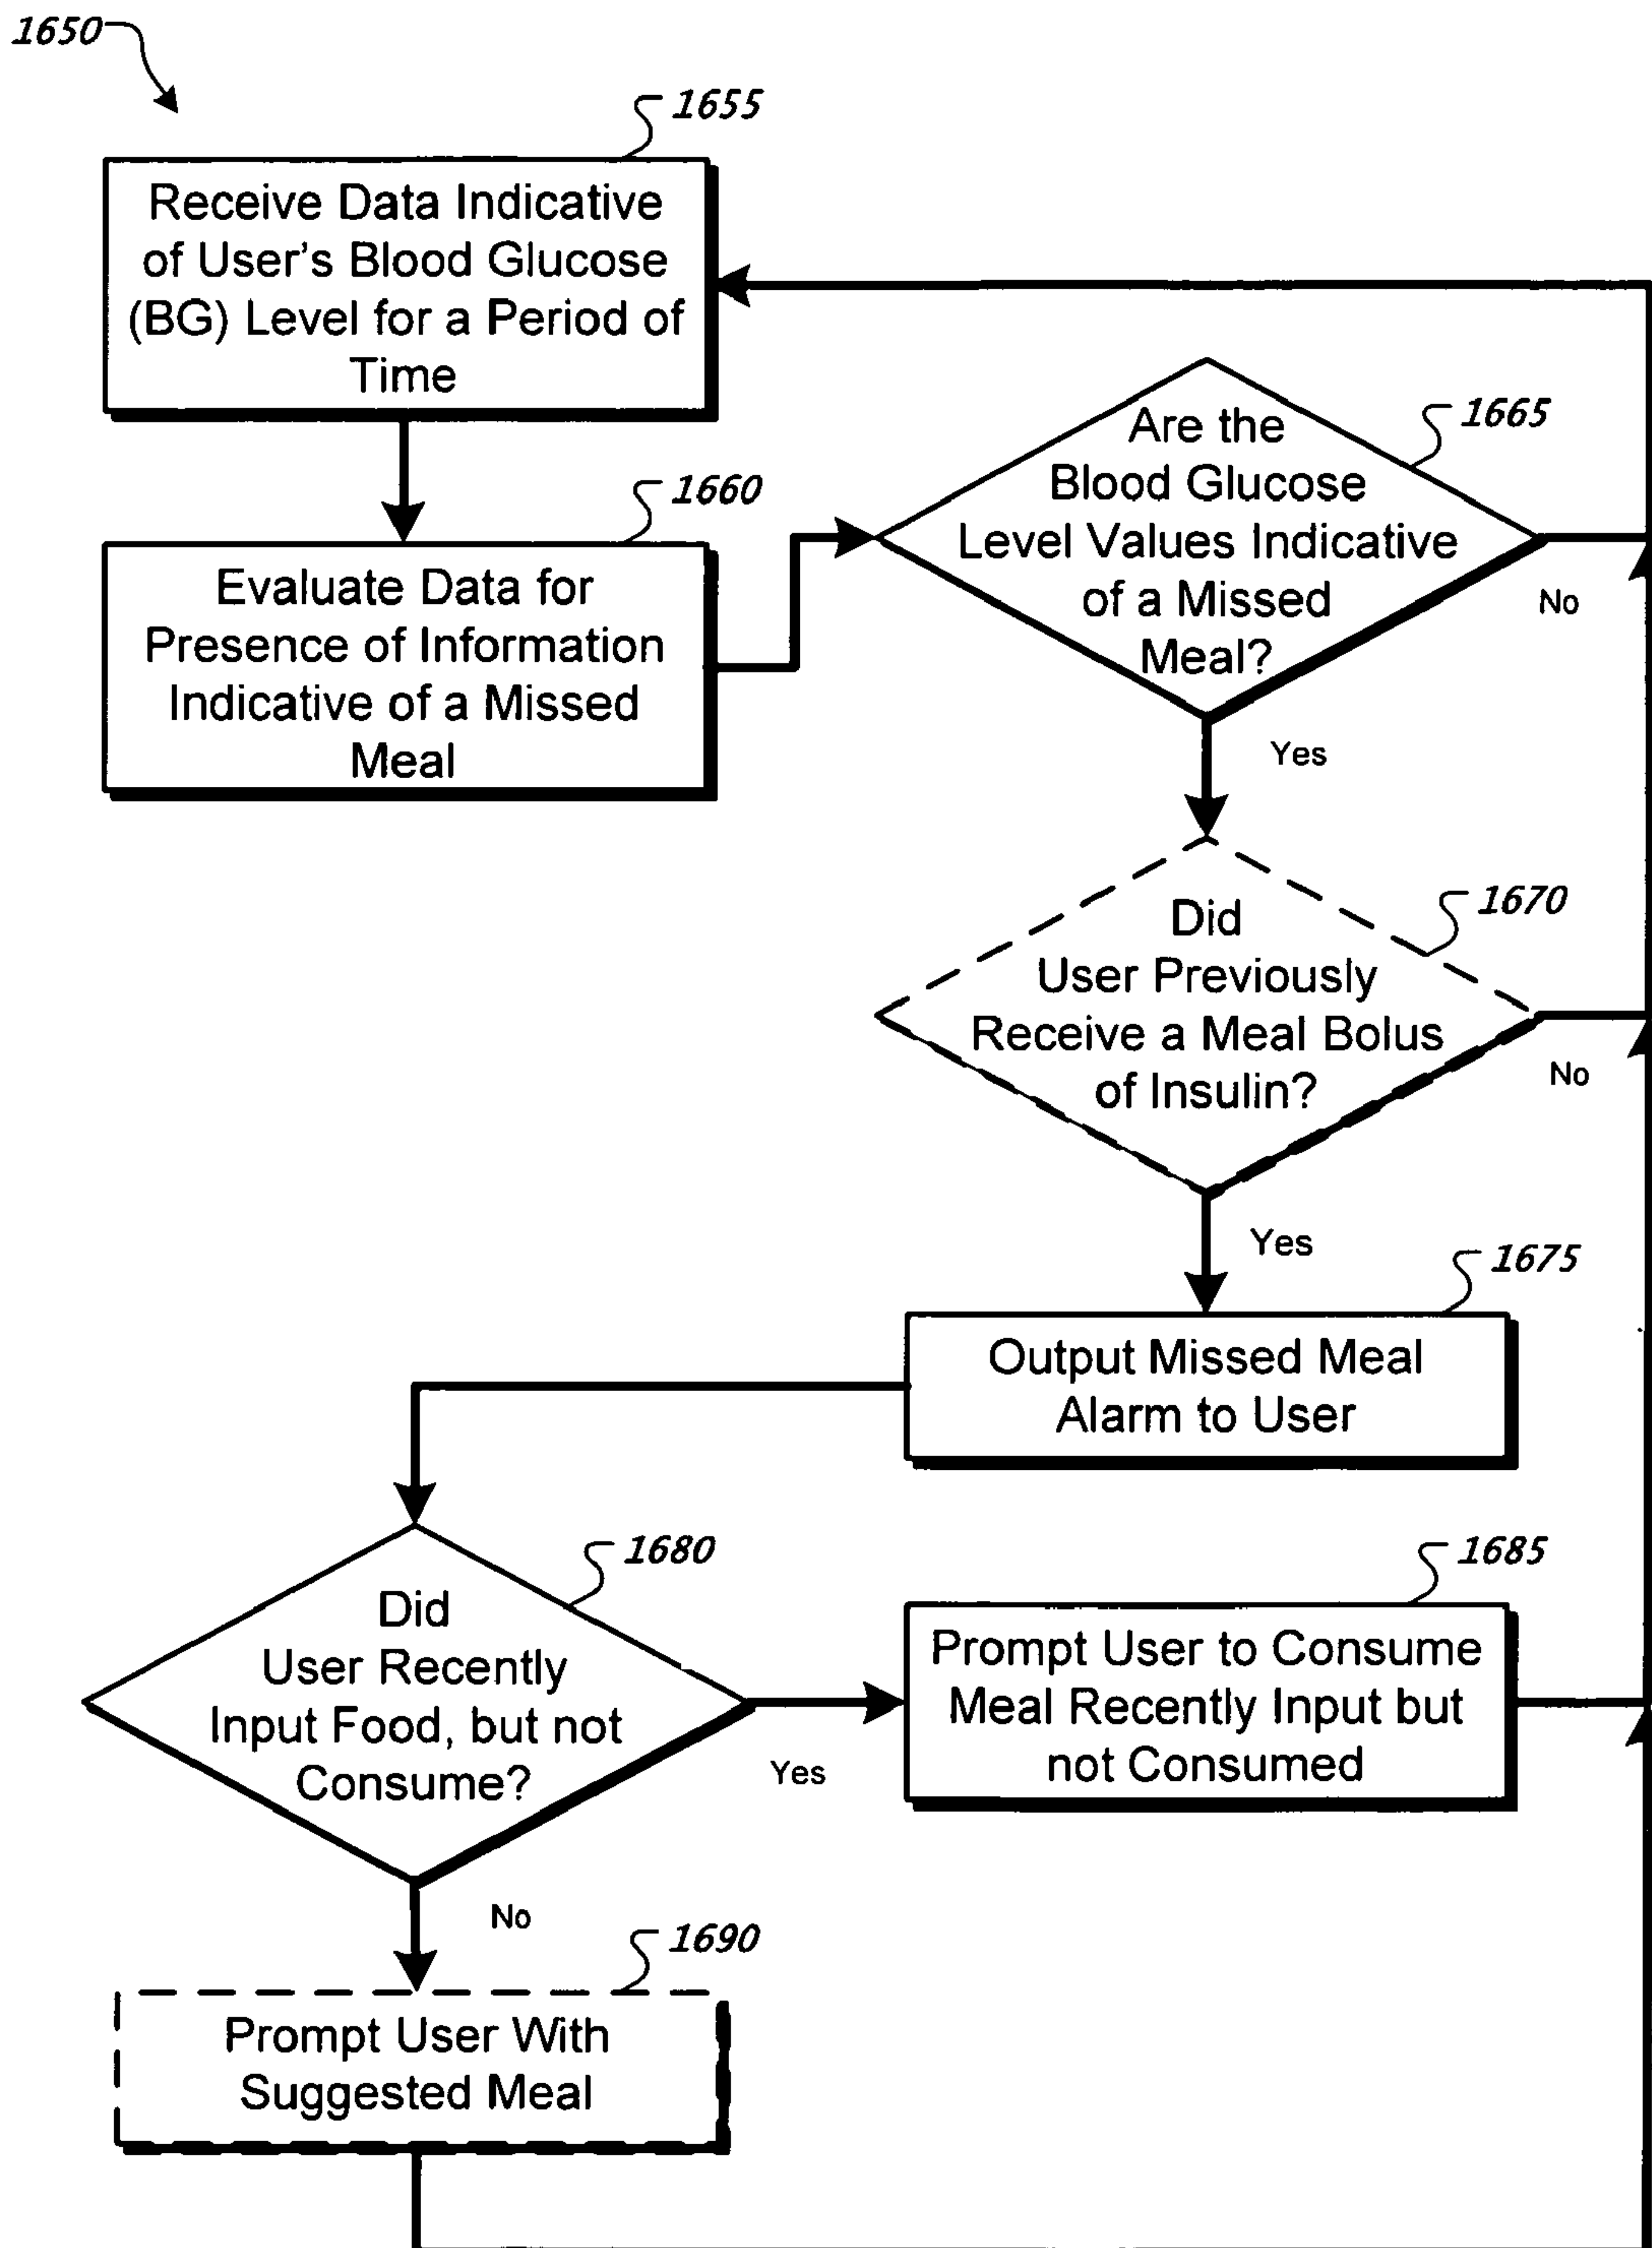 1650
1655
Receive Data Indicative
of User's Blood Glucose
(BG) Level for a Period of
Time
1660
Evaluate Data for
Presence of Information
Indicative of a Missed
Meal
1665
Are the
Blood Glucose
Level Values Indicative
of a Missed
Meal?
No
Yes
1670
Did
User Previously
Receive a Meal Bolus
of Insulin?
No
Yes
1675
Output Missed Meal
Alarm to User
1680
Did
User Recently
Input Food, but not
Consume?
Yes
No
1685
Prompt User to Consume
Meal Recently Input but
not Consumed
1690
Prompt User With
Suggested Meal